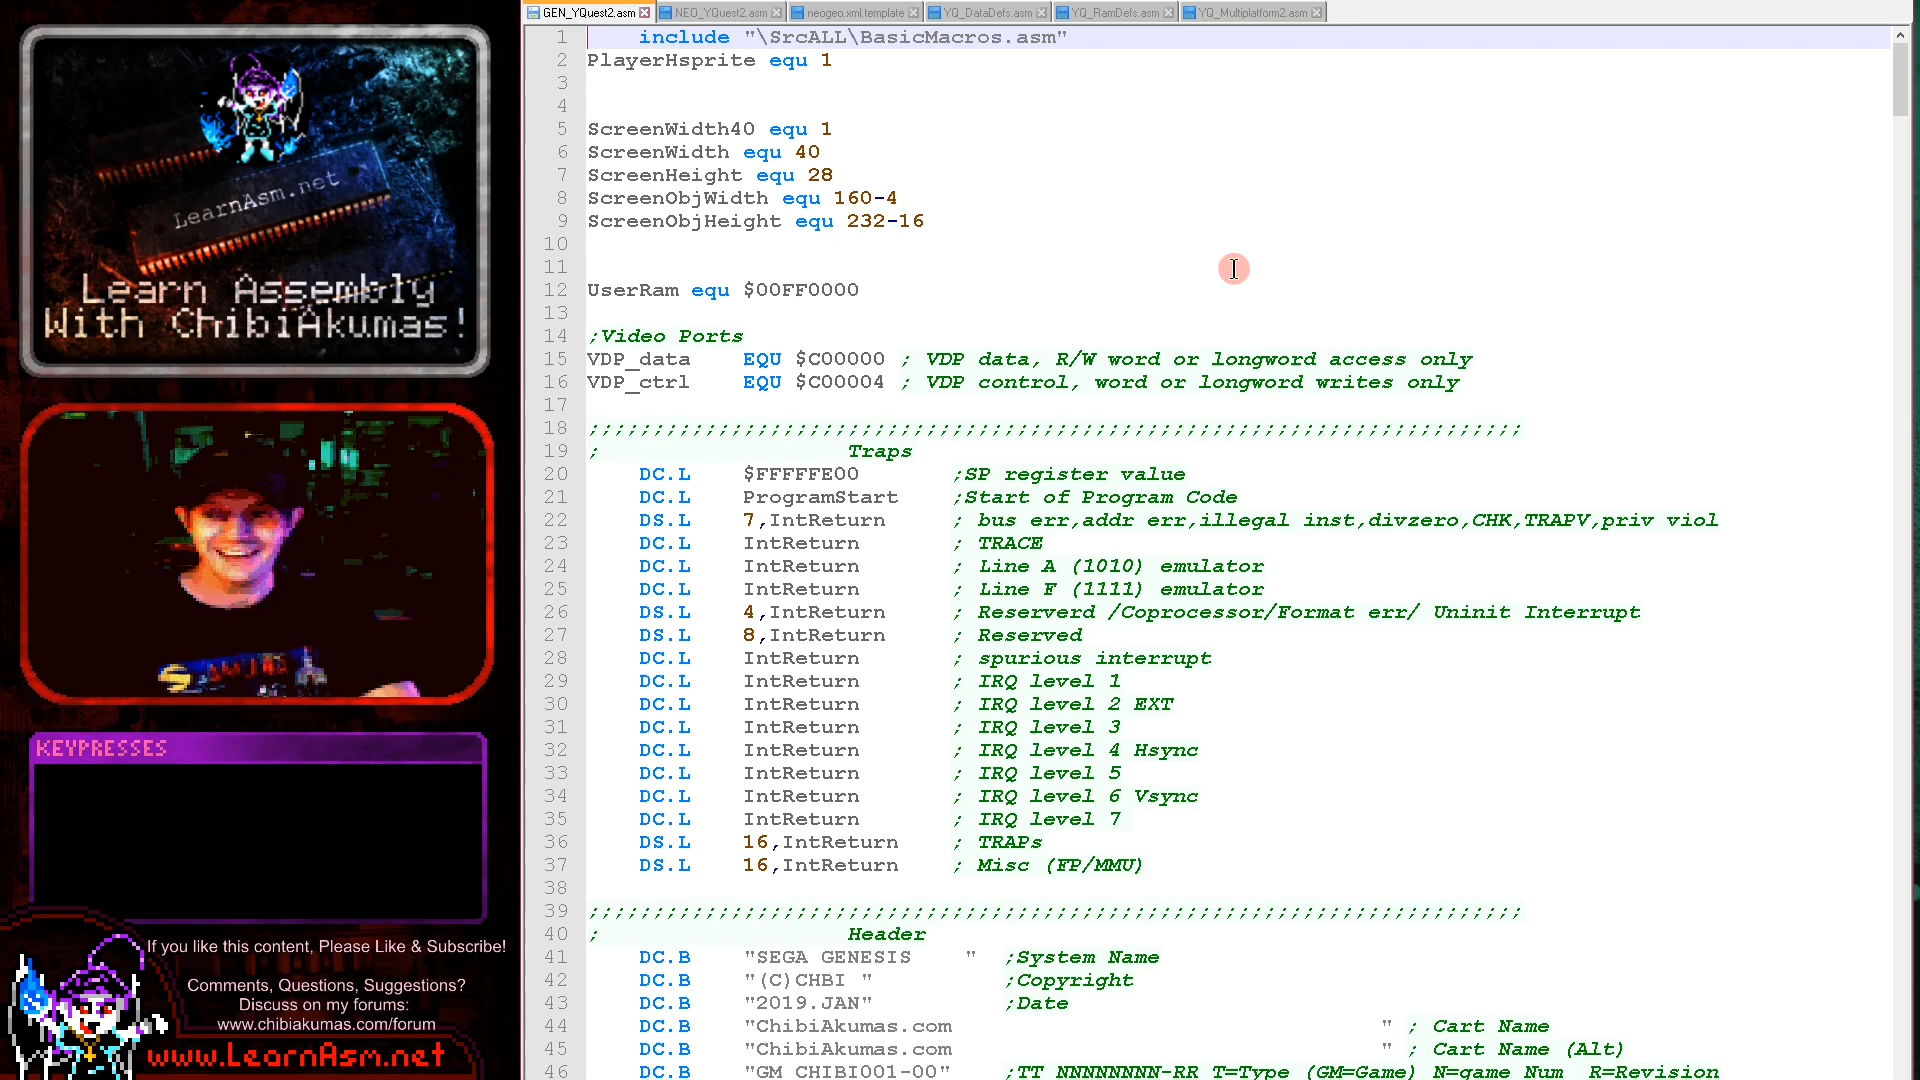 LearnAsm.net
Learn Assembly
With ChibiAkumas!
KEYPRESSES
If you like this content, Please Like & Subscribe!
Comments, Questions, Suggestions?
Discuss on my forums:
www.chibiakumas.com/forum
www.LearnAsm.net
GEN_YQuest2.asm NEO_YQuest2.asm neogeo.xml.template YQ_DataDefs.asm YQ_RamDefs.asm YQ_Multiplatform2.asm
1 include "\SrcALL\BasicMacros.asm"
2 PlayerHsprite equ 1
3
4
5 ScreenWidth40 equ 1
6 ScreenWidth equ 40
7 ScreenHeight equ 28
8 ScreenObjWidth equ 160-4
9 ScreenObjHeight equ 232-16
10
11
12 UserRam equ $00FF0000
13
14 ;Video Ports
15 VDP_data EQU $C00000 ; VDP data, R/W word or longword access only
16 VDP_ctrl EQU $C00004 ; VDP control, word or longword writes only
17
18 ;;;;;;;;;;;;;;;;;;;;;;;;;;;;;;;;;;;;;;;;;;;;;;;;;;;;;;;;;;;;;;;;;;;;;;;;
19 ; Traps
20 DC.L $FFFFFE00 ;SP register value
21 DC.L ProgramStart ;Start of Program Code
22 DS.L 7,IntReturn ; bus err,addr err,illegal inst,divzero,CHK,TRAPV,priv viol
23 DC.L IntReturn ; TRACE
24 DC.L IntReturn ; Line A (1010) emulator
25 DC.L IntReturn ; Line F (1111) emulator
26 DS.L 4,IntReturn ; Reserverd /Coprocessor/Format err/ Uninit Interrupt
27 DS.L 8,IntReturn ; Reserved
28 DC.L IntReturn ; spurious interrupt
29 DC.L IntReturn ; IRQ level 1
30 DC.L IntReturn ; IRQ level 2 EXT
31 DC.L IntReturn ; IRQ level 3
32 DC.L IntReturn ; IRQ level 4 Hsync
33 DC.L IntReturn ; IRQ level 5
34 DC.L IntReturn ; IRQ level 6 Vsync
35 DC.L IntReturn ; IRQ level 7
36 DS.L 16,IntReturn ; TRAPs
37 DS.L 16,IntReturn ; Misc (FP/MMU)
38
39 ;;;;;;;;;;;;;;;;;;;;;;;;;;;;;;;;;;;;;;;;;;;;;;;;;;;;;;;;;;;;;;;;;;;;;;;;
40 ; Header
41 DC.B "SEGA GENESIS    " ;System Name
42 DC.B "(C)CHBI " ;Copyright
43 DC.B "2019.JAN" ;Date
44 DC.B "ChibiAkumas.com                                 " ; Cart Name
45 DC.B "ChibiAkumas.com                                 " ; Cart Name (Alt)
46 DC.B "GM CHIBI001-00" ;TT NNNNNNNN-RR T=Type (GM=Game) N=game Num R=Revision